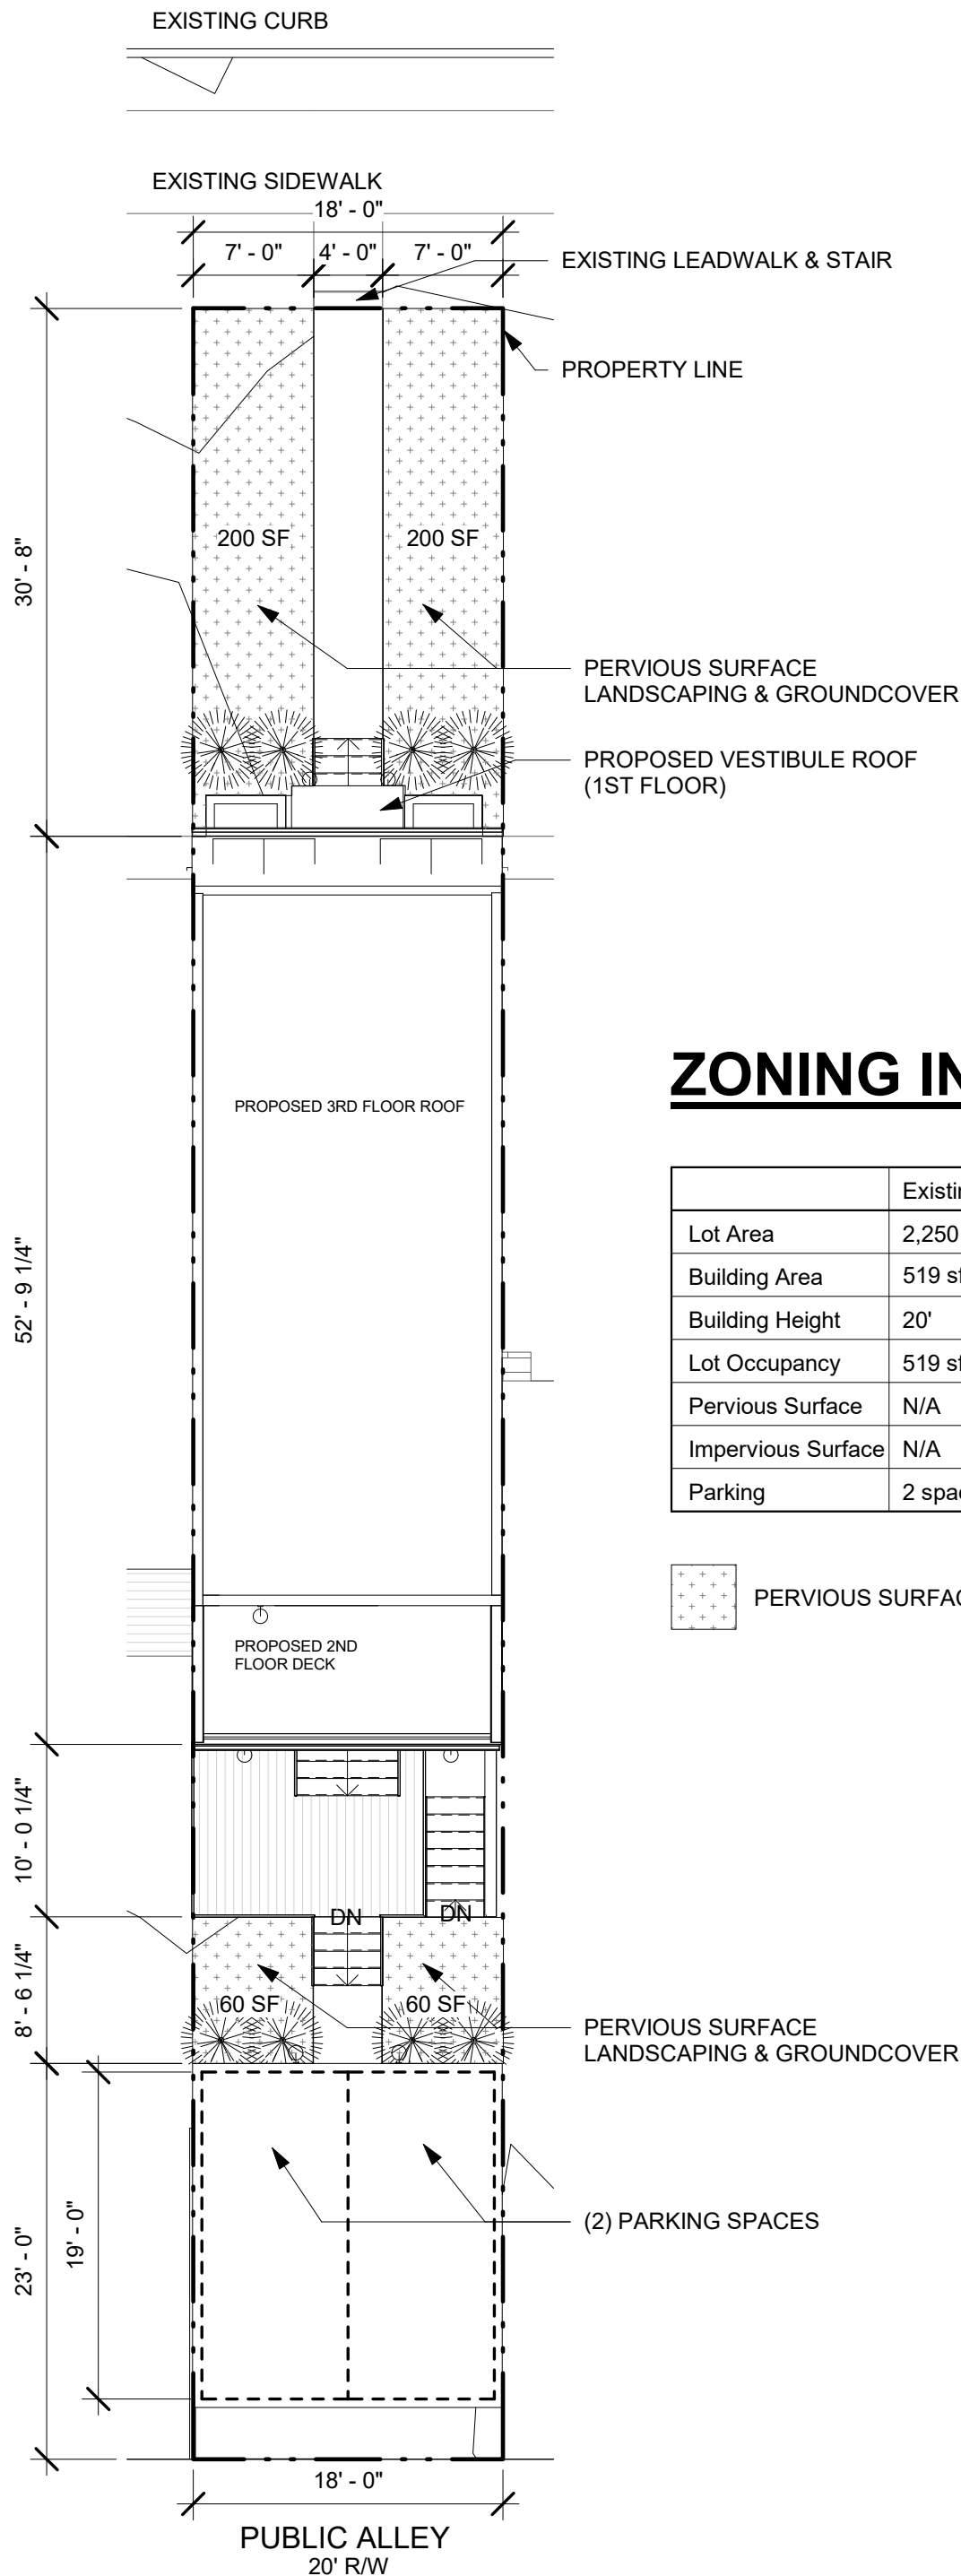 EXISTING CURB
EXISTING SIDEWALK
18' - 0"
7' - 0" 4' - 0" 7' - 0"
EXISTING LEADWALK & STAIR
PROPERTY LINE
200 SF 200 SF
30' - 8"
PERVIOUS SURFACE
LANDSCAPING & GROUNDCOVER
PROPOSED VESTIBULE ROOF
(1ST FLOOR)
ZONING IN
PROPOSED 3RD FLOOR ROOF
Existin
Lot Area 2,250
Building Area 519 sf
Building Height 20'
Lot Occupancy 519 sf
Pervious Surface N/A
Impervious Surface N/A
Parking 2 spac
52' - 9 1/4"
PERVIOUS SURFAC
PROPOSED 2ND
FLOOR DECK
10' - 0 1/4"
DN DN
8' - 6 1/4"
60 SF 60 SF
PERVIOUS SURFACE
LANDSCAPING & GROUNDCOVER
23' - 0"
19' - 0"
(2) PARKING SPACES
18' - 0"
PUBLIC ALLEY
20' R/W